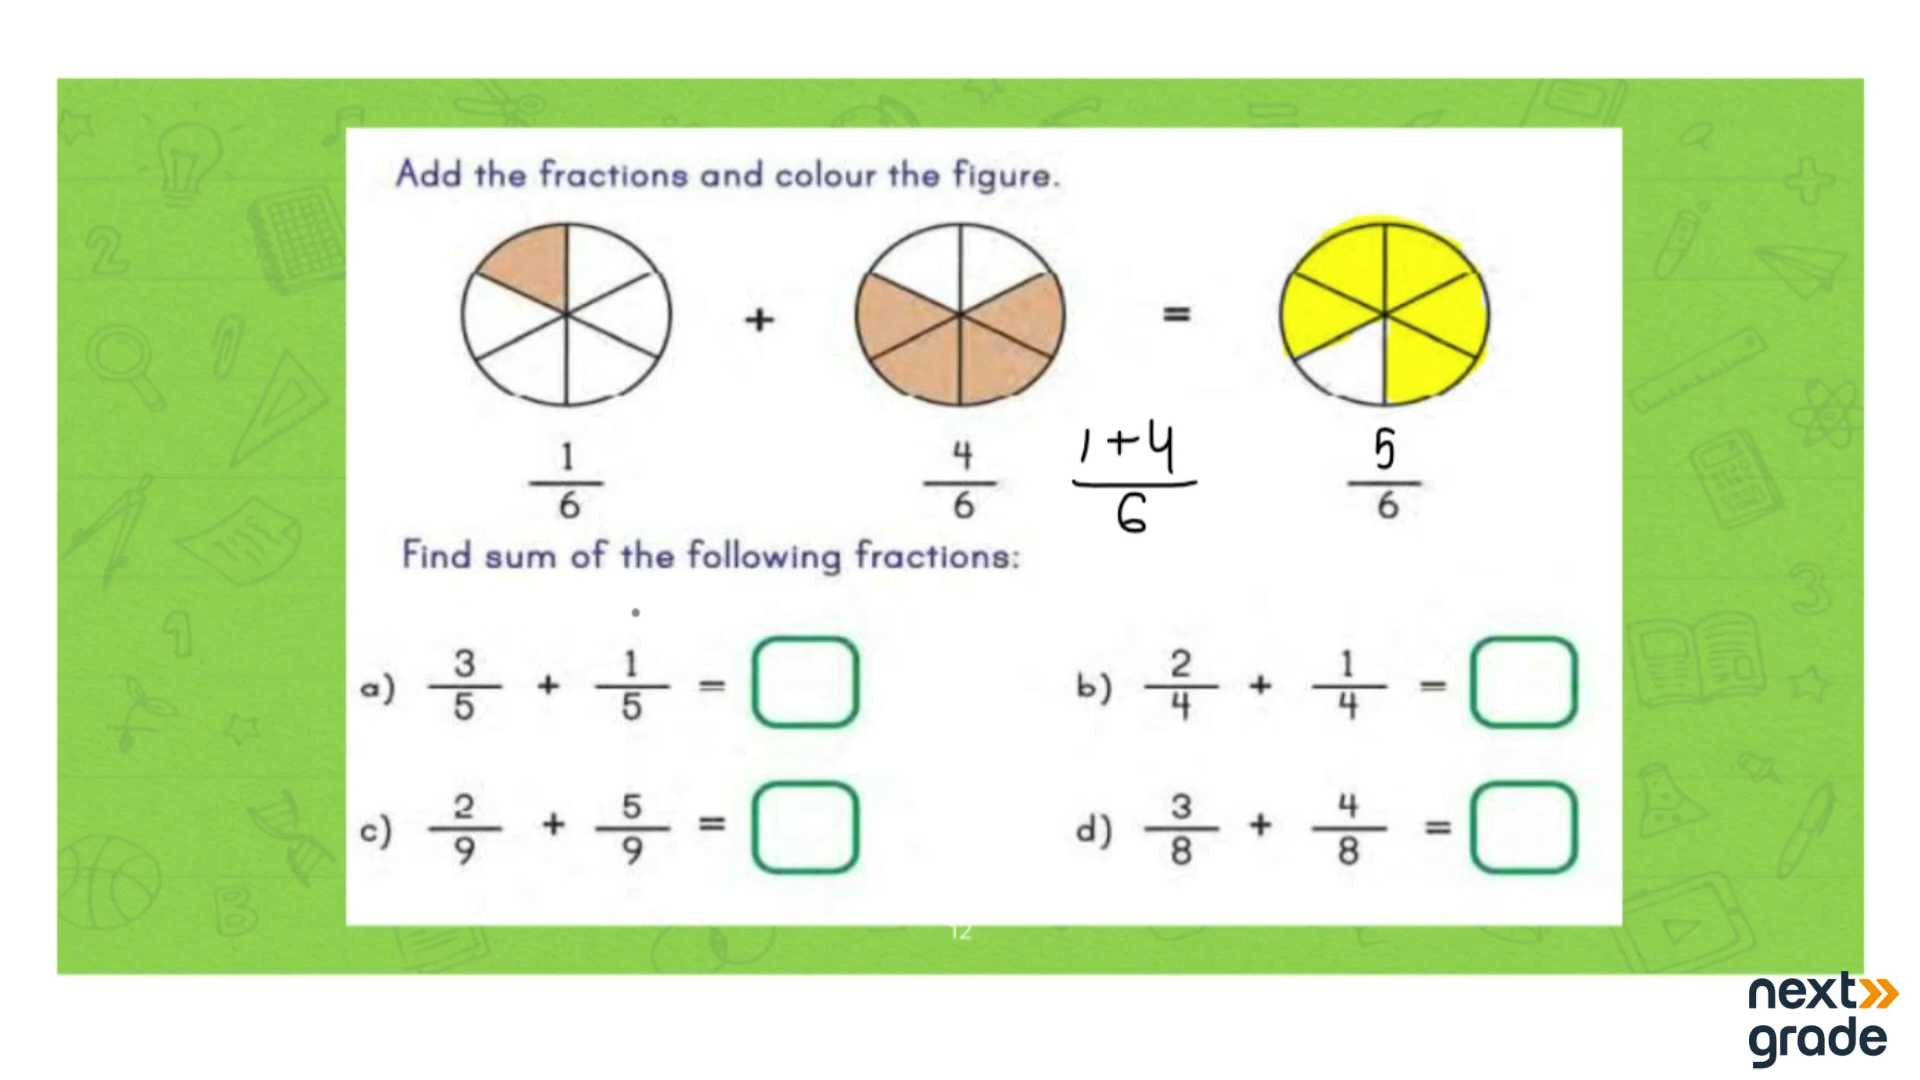 Add the fractions and colour the figure.
+ =
1/6 4/6 1+4/6 5/6
Find sum of the following fractions:
a) 3/5 + 1/5 = b) 2/4 + 1/4 =
c) 2/9 + 5/9 = d) 3/8 + 4/8 =
12
next
grade